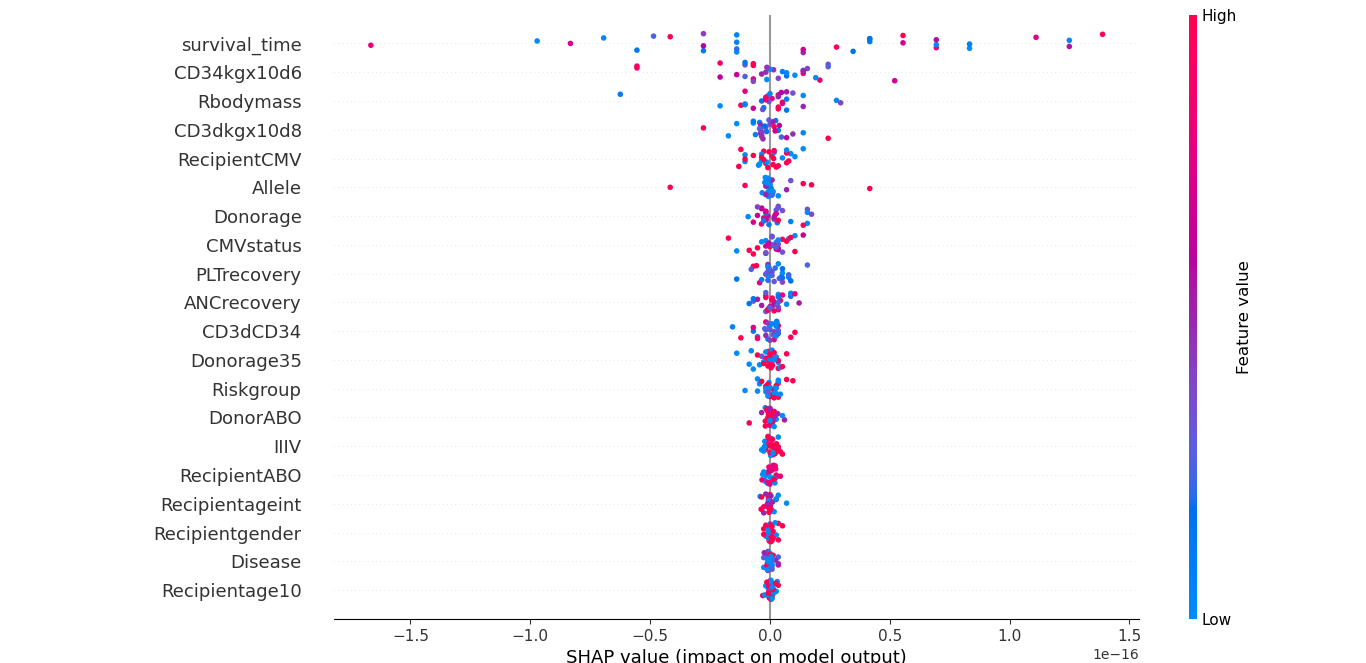 High
survival_time
CD34kgx10d6
Rbodymass
CD3dkgx10d8
RecipientCMV
Allele
Donorage
CMVstatus
PLTrecovery
ANCrecovery
CD3dCD34
Donorage35
Riskgroup
DonorABO
IIIV
RecipientABO
Recipientageint
Recipientgender
Disease
Recipientage10
Feature value
Low
−1.5 −1.0 −0.5 0.0 0.5 1.0 1.5
1e−16
SHAP value (impact on model output)